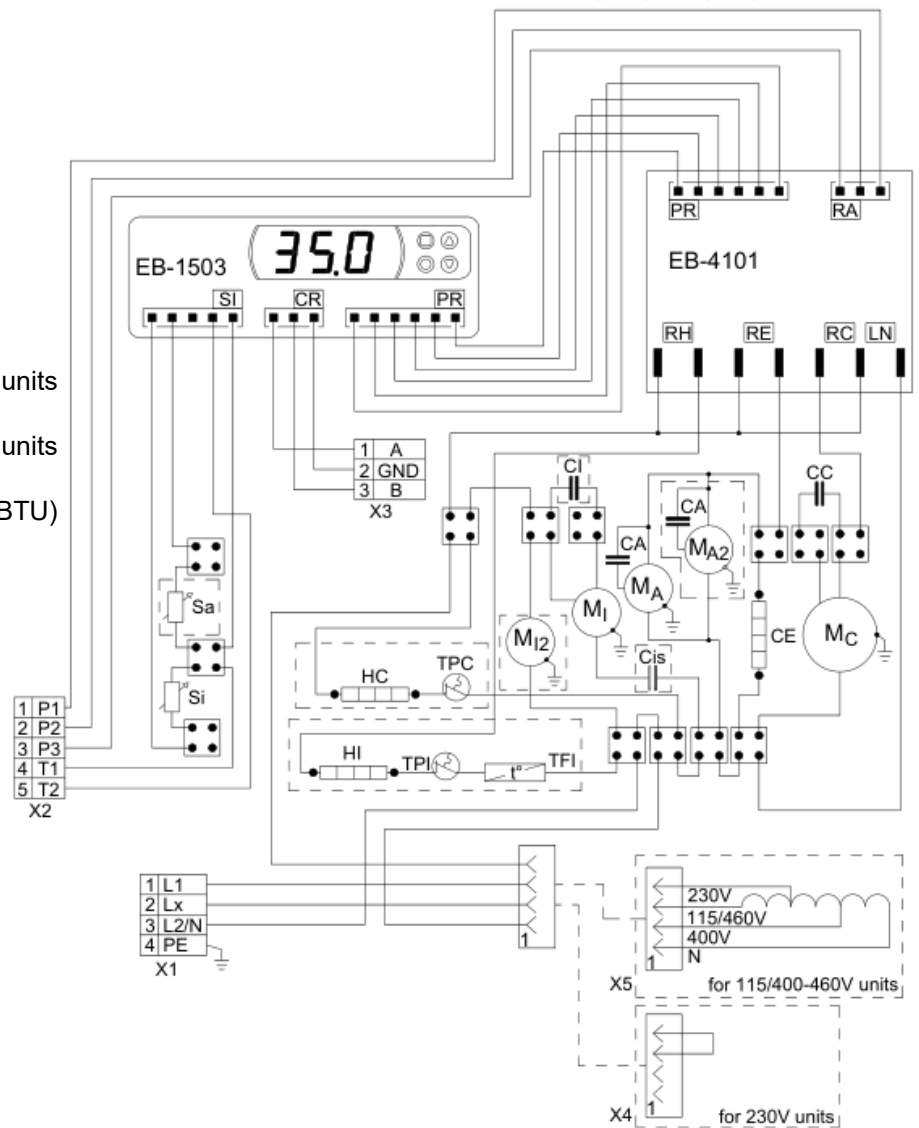 EB-1503
35.0
SI
CR
PR
PR
RA
EB-4101
RH
RE
RC
LN
units
units
BTU)
1 A
2 GND
3 B
X3
CI
CC
CA
CA
MA2
MA
MI
MI2
CE
MC
Sa
Si
Cis
HC
TPC
HI
TPI
t°
TFI
1 P1
2 P2
3 P3
4 T1
5 T2
X2
1 L1
2 Lx
3 L2/N
4 PE
X1
1
230V
115/460V
400V
N
1
X5
for 115/400-460V units
1
X4
for 230V units